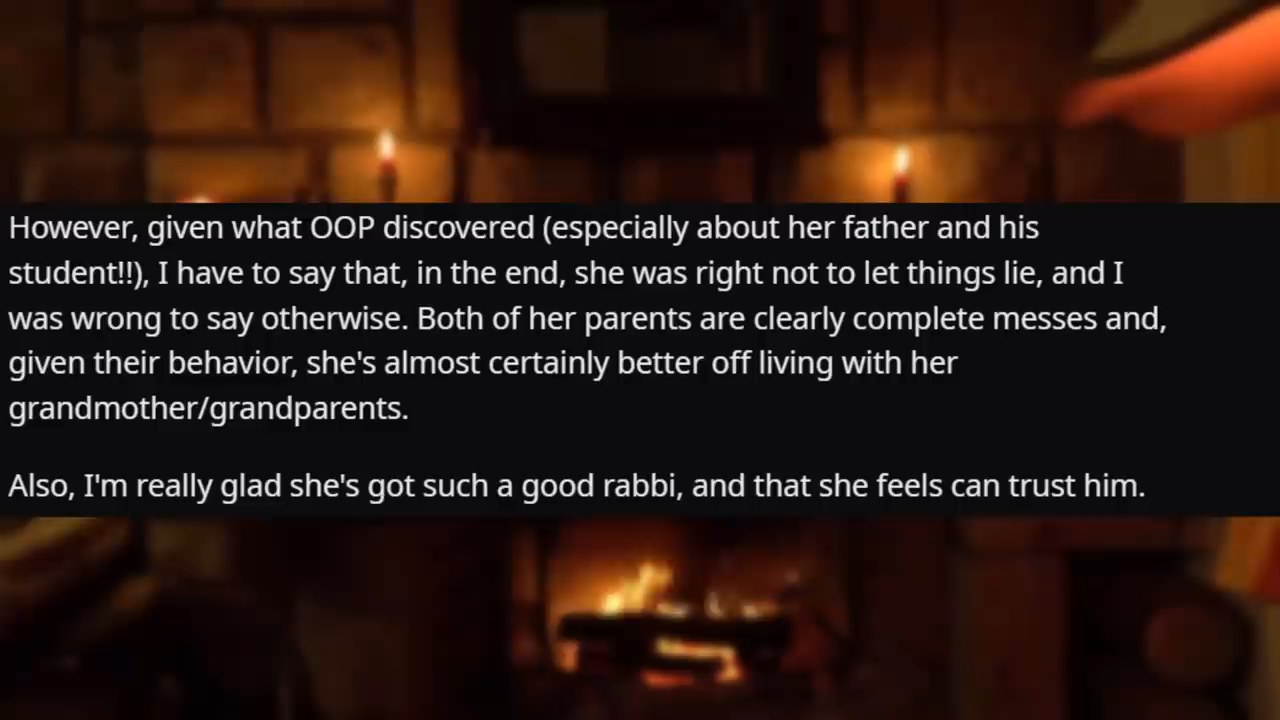 However, given what OOP discovered (especially about her father and his
student!!), I have to say that, in the end, she was right not to let things lie, and I
was wrong to say otherwise. Both of her parents are clearly complete messes and,
given their behavior, she's almost certainly better off living with her
grandmother/grandparents.
Also, I'm really glad she's got such a good rabbi, and that she feels can trust him.